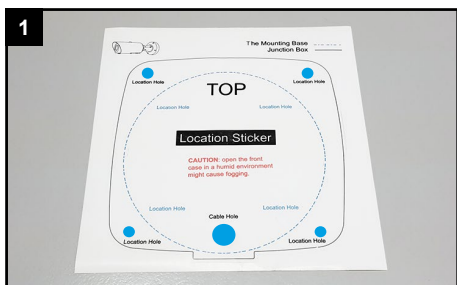 1
The Mounting Base
Junction Box
Location Hole
Location Hole
TOP
Location Hole
Location Hole
Location Sticker
CAUTION: open the front
case in a humid environment
might cause fogging.
Location Hole
Location Hole
Cable Hole
Location Hole
Location Hole